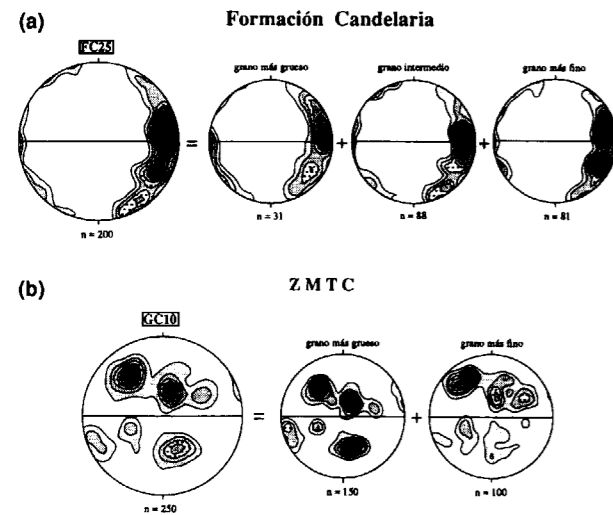 (a)
Formación Candelaria
FC25
grano más grueso
grano intermedio
grano más fino
=
+
+
n = 200
n = 31
n = 88
n = 81
(b)
Z M T C
GC10
grano más grueso
grano más fino
=
+
n = 250
n = 150
n = 100